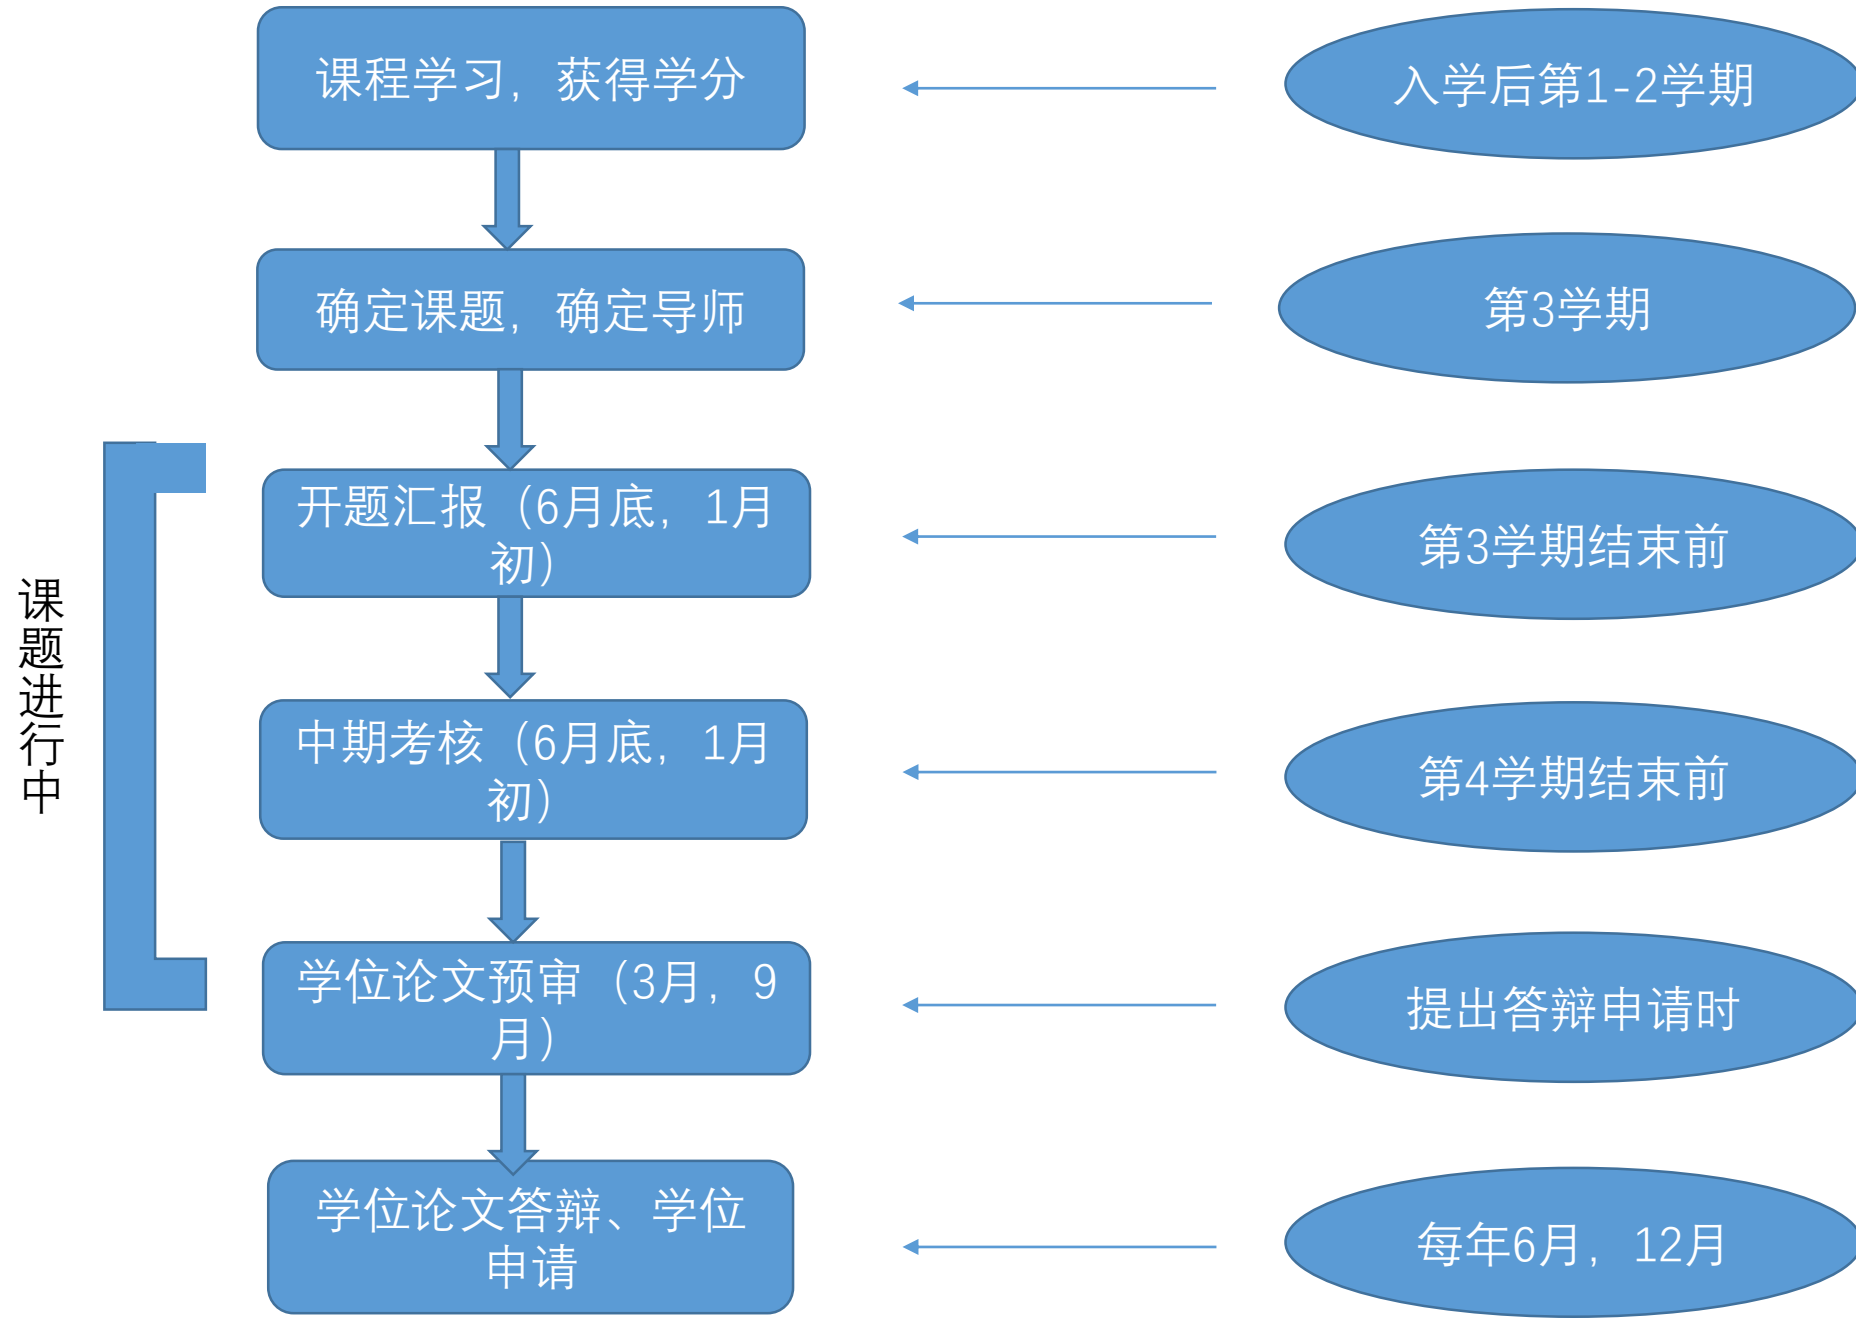 课程学习，获得学分
入学后第1-2学期
确定课题，确定导师
第3学期
开题汇报（6月底，1月
初）
第3学期结束前
课题进行中
中期考核（6月底，1月
初）
第4学期结束前
学位论文预审（3月，9
月）
提出答辩申请时
学位论文答辩、学位
申请
每年6月，12月